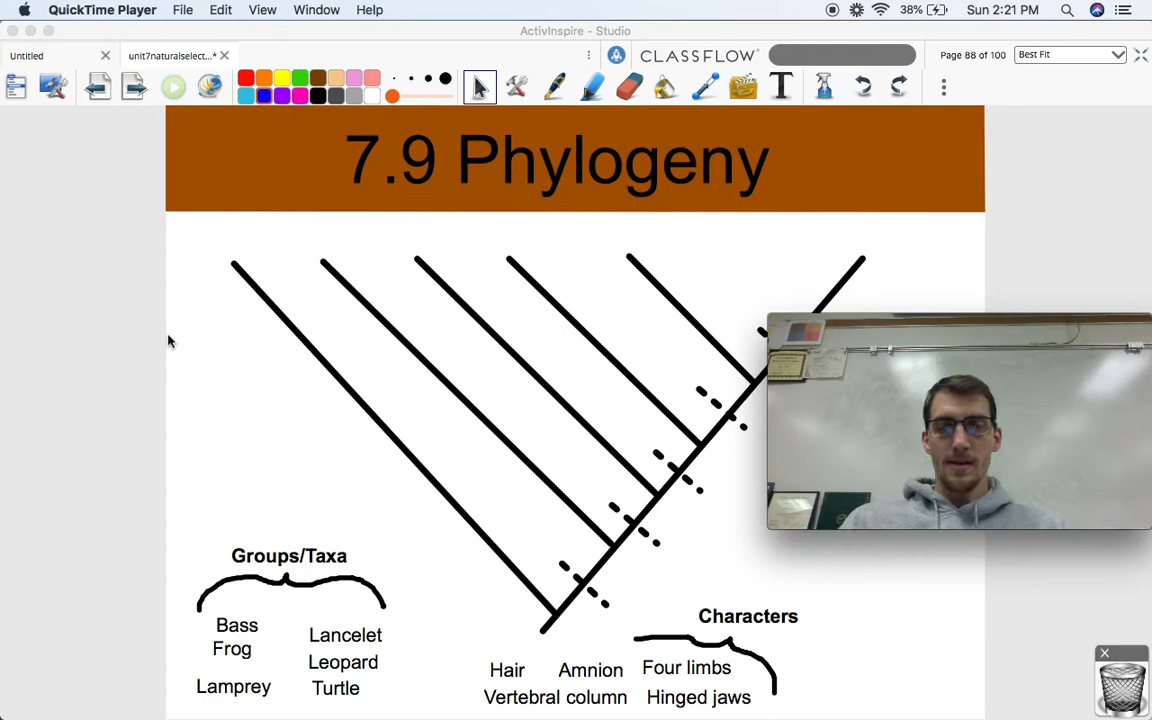 QuickTime Player File Edit View Window Help 38% Sun 2:21 PM
ActivInspire - Studio
Untitled unit7naturalselect...* CLASSFLOW Page 88 of 100 Best Fit
T
7.9 Phylogeny
Groups/Taxa
Bass
Frog
Lamprey
Lancelet
Leopard
Turtle
Characters
Hair Amnion Four limbs
Vertebral column Hinged jaws